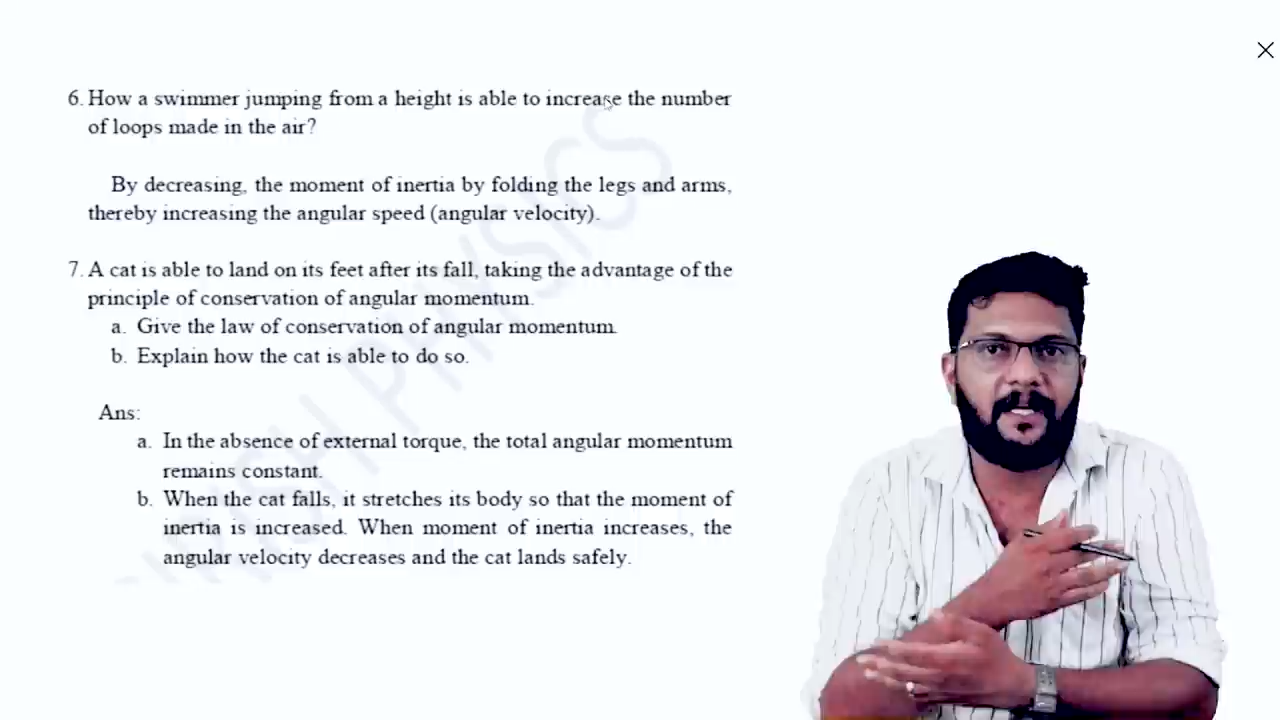 6. How a swimmer jumping from a height is able to increase the number
of loops made in the air?
By decreasing, the moment of inertia by folding the legs and arms,
thereby increasing the angular speed (angular velocity).
7. A cat is able to land on its feet after its fall, taking the advantage of the
principle of conservation of angular momentum.
a. Give the law of conservation of angular momentum.
b. Explain how the cat is able to do so.
Ans:
a. In the absence of external torque, the total angular momentum
remains constant.
b. When the cat falls, it stretches its body so that the moment of
inertia is increased. When moment of inertia increases, the
angular velocity decreases and the cat lands safely.
PHYSICS